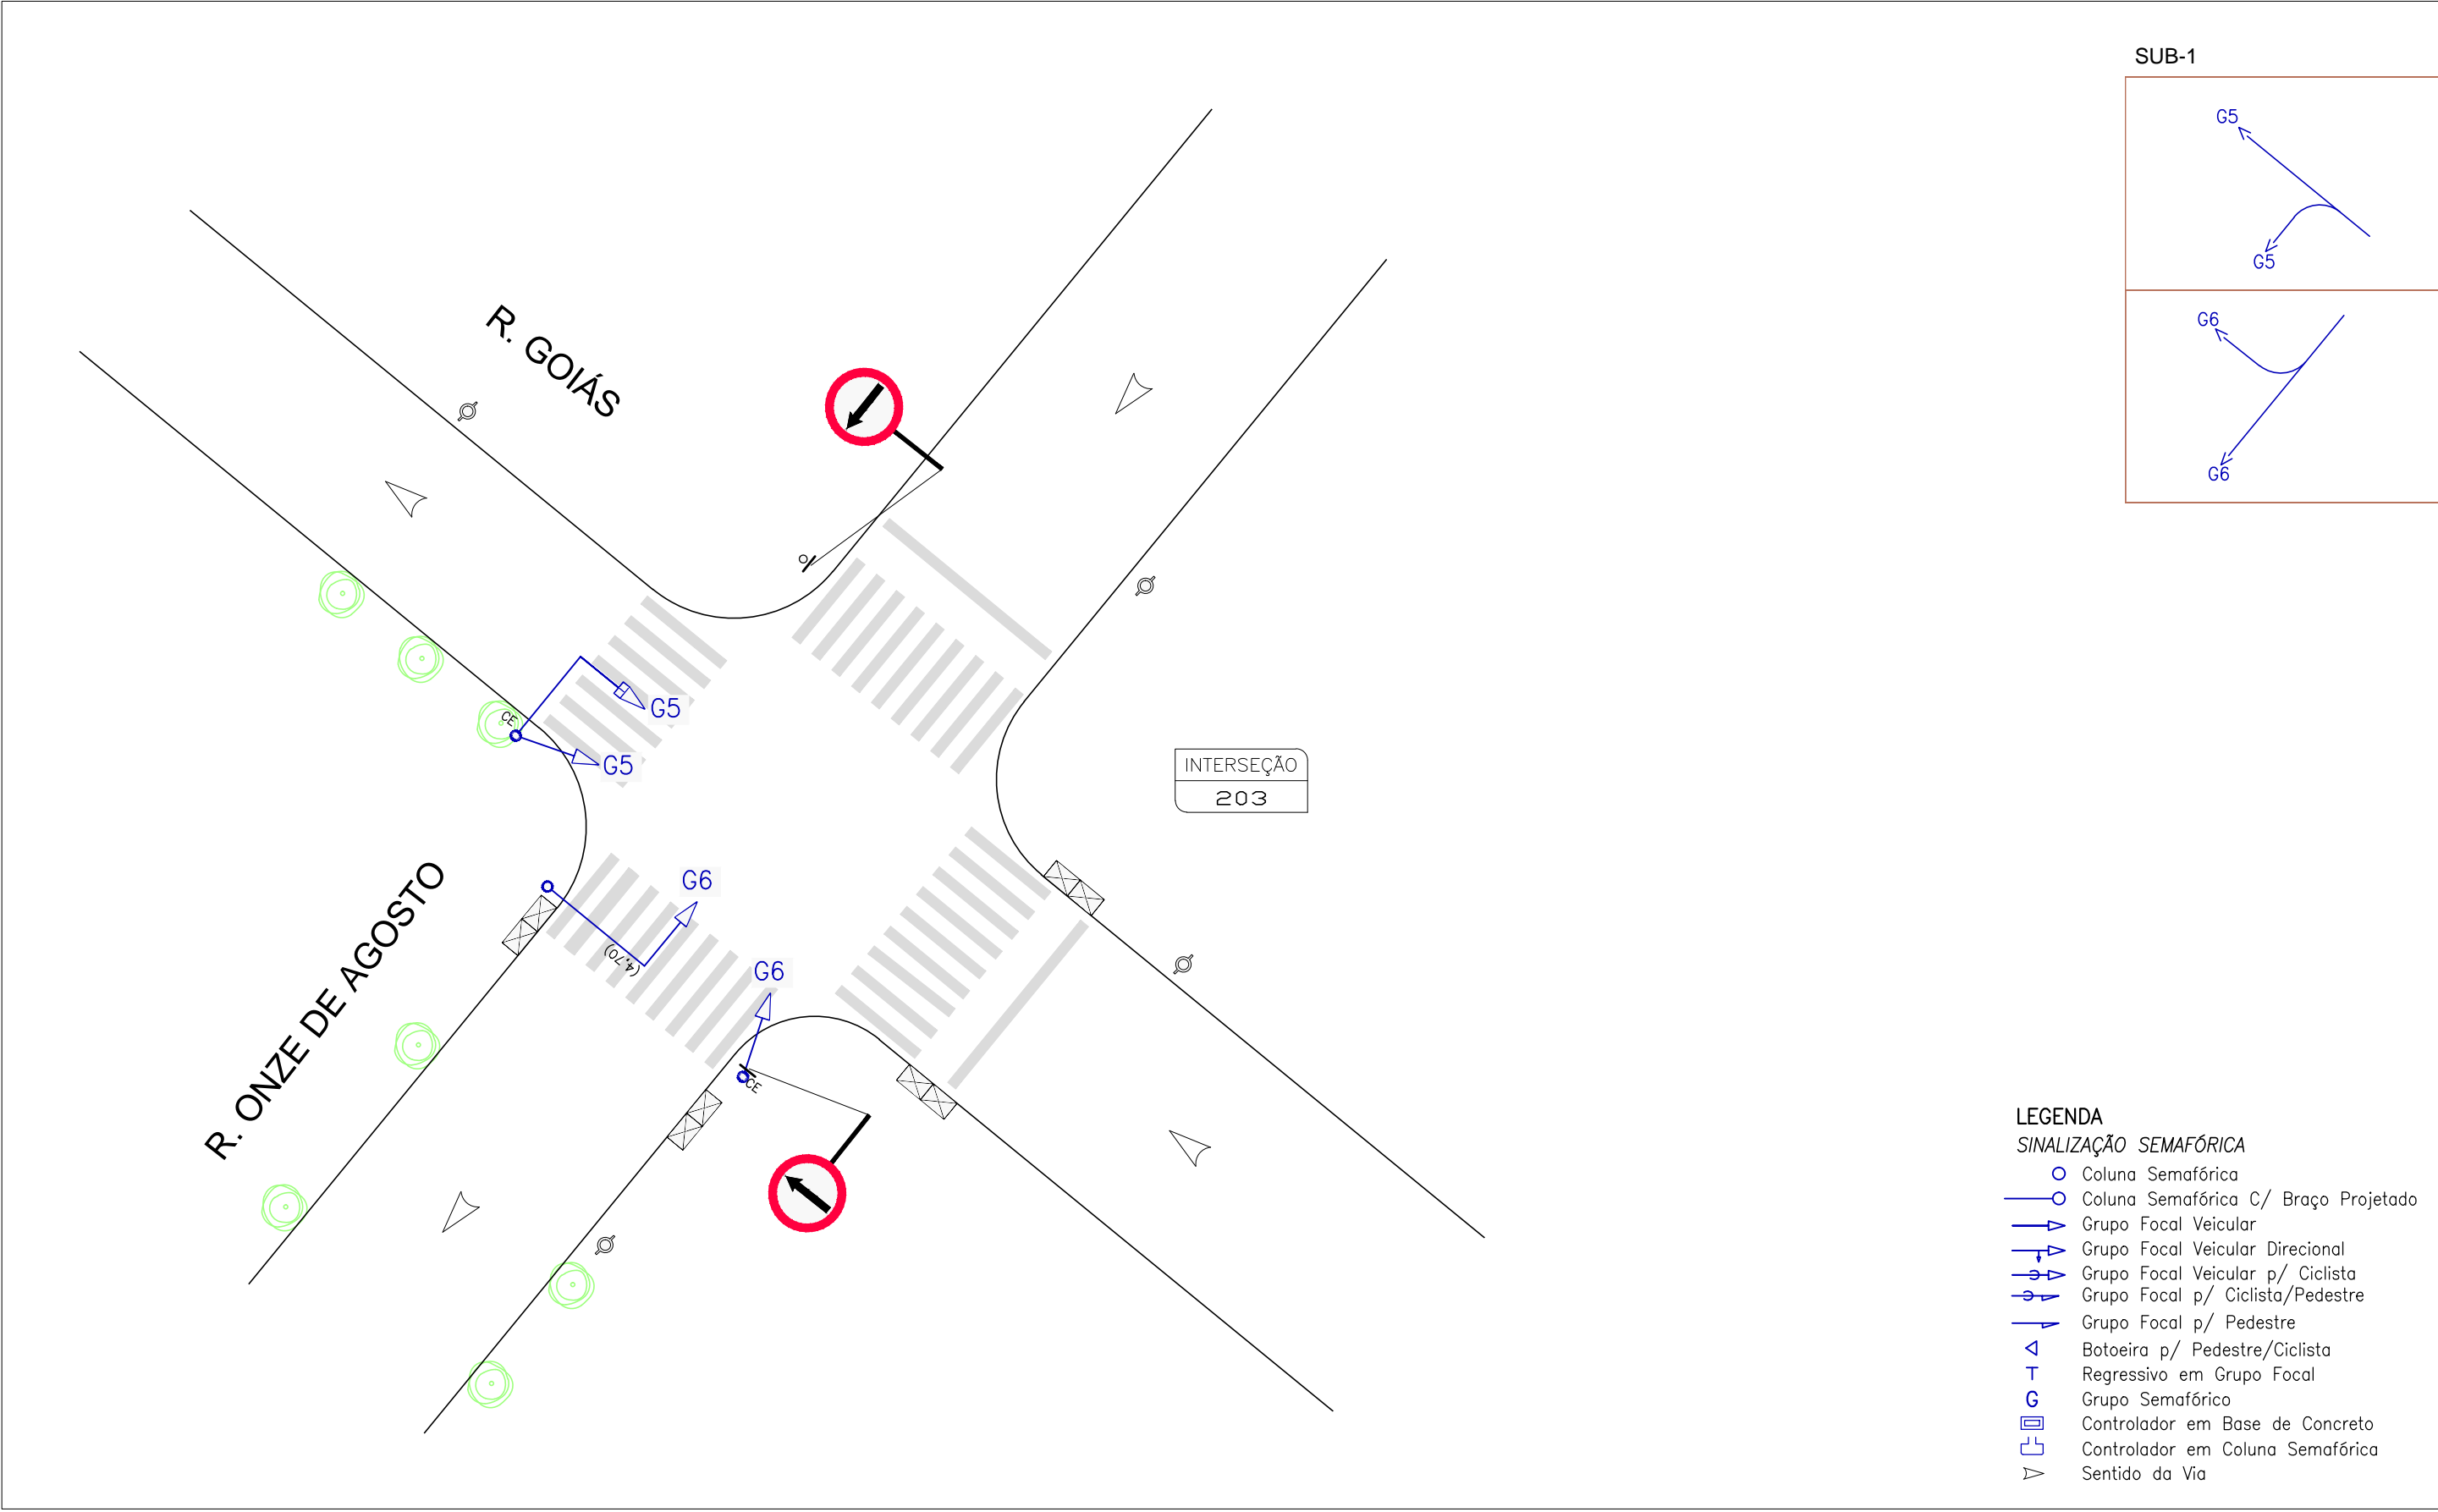 SUB-1
G5
G5
G6
G6
R. GOIÁS
G5
CE
G5
INTERSEÇÃO
203
R. ONZE DE AGOSTO
G6
(4,70)
G6
CE
LEGENDA
SINALIZAÇÃO SEMAFÓRICA
Coluna Semafórica
Coluna Semafórica C/ Braço Projetado
Grupo Focal Veicular
Grupo Focal Veicular Direcional
Grupo Focal Veicular p/ Ciclista
Grupo Focal p/ Ciclista/Pedestre
Grupo Focal p/ Pedestre
Botoeira p/ Pedestre/Ciclista
T Regressivo em Grupo Focal
G Grupo Semafórico
Controlador em Base de Concreto
Controlador em Coluna Semafórica
Sentido da Via